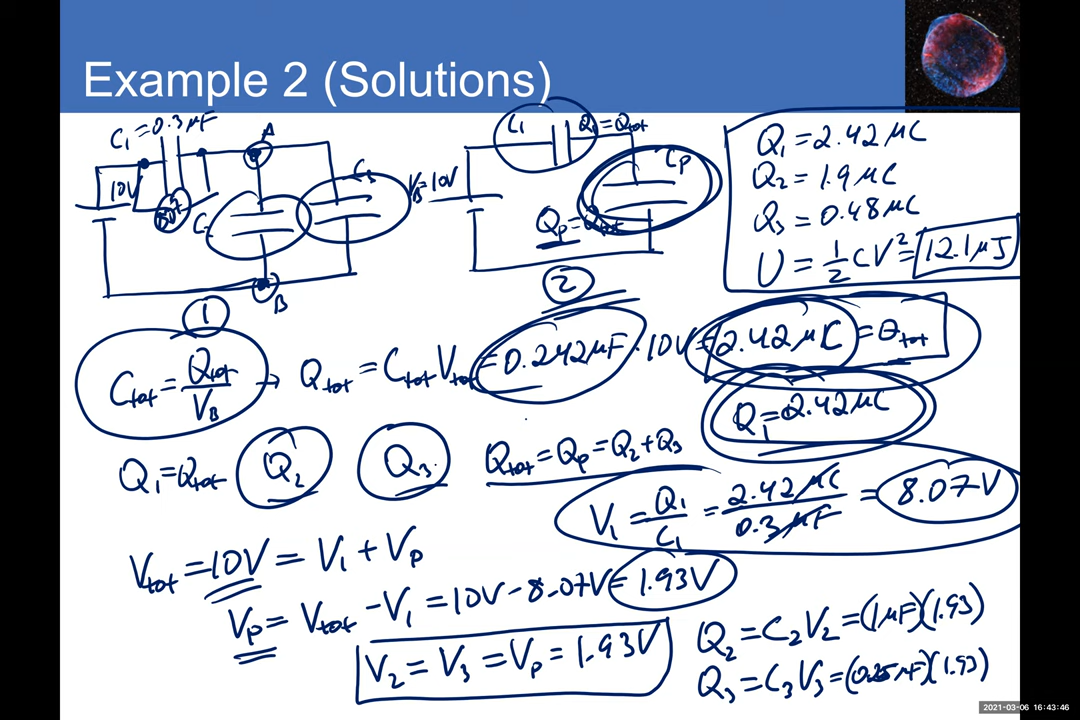 Example 2 (Solutions)
C₁ = 0.3 μF
A
10V
B
1
C₁
Q₁ = Qtot
V_B = 10V
Cp
Qp = Qtot
2
Q₁ = 2.42 μC
Q₂ = 1.9 μC
Q₃ = 0.48 μC
U = ½ CV² = 12.1 μJ
Ctot = Qtot / V_B → Qtot = Ctot Vtot = 0.242 μF · 10V = 2.42 μC = Qtot
Q₁ = 2.42 μC
Q₁ = Qtot Q₂ Q₃ Qtot = Qp = Q₂ + Q₃
V₁ = Q₁ / C₁ = 2.42 μC / 0.3 μF = 8.07V
Vtot = 10V = V₁ + Vp
Vp = Vtot - V₁ = 10V - 8.07V = 1.93V
V₂ = V₃ = Vp = 1.93V
Q₂ = C₂V₂ = (1μF)(1.93)
Q₃ = C₃V₃ = (0.25μF)(1.93)
2021-03-06 16:43:46